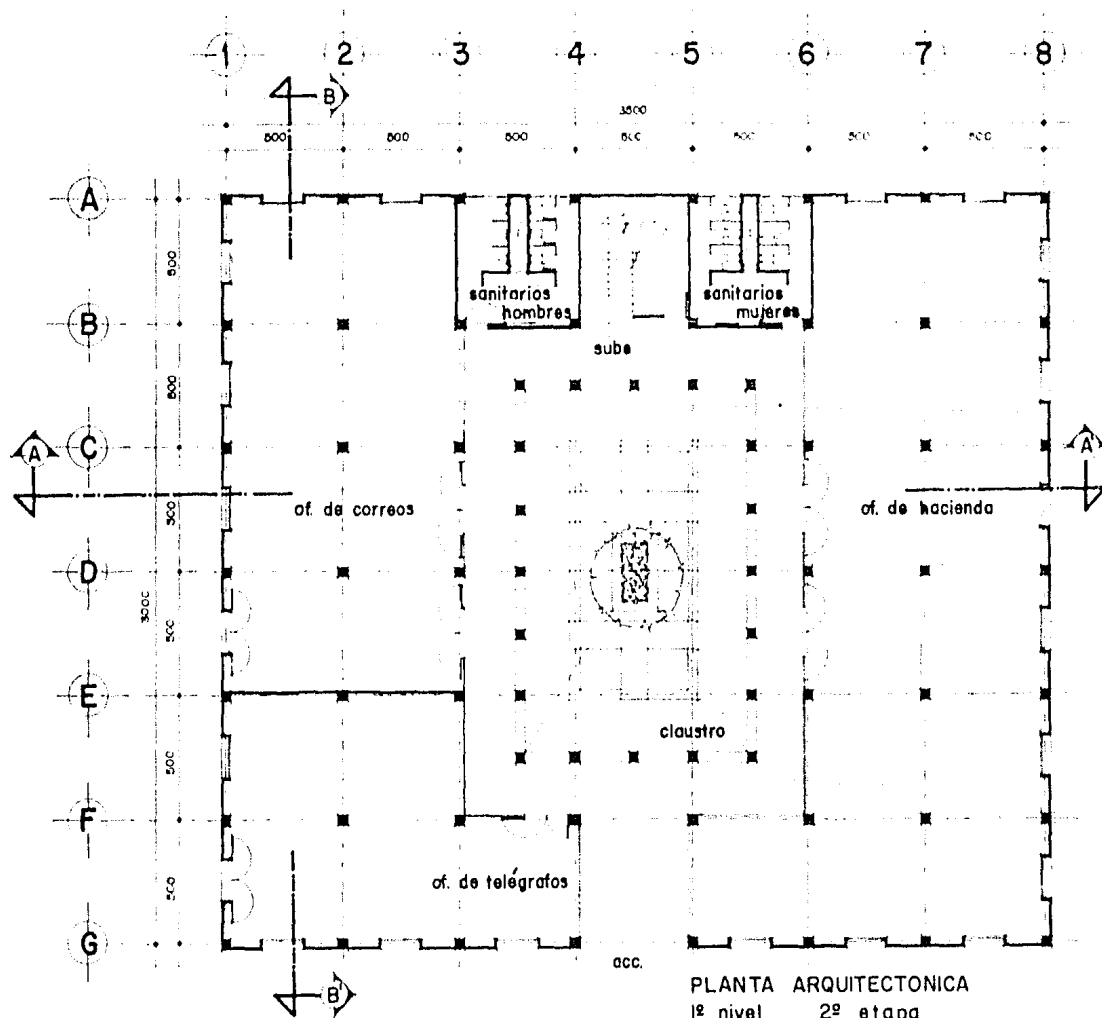 1 2 3 4 5 6 7 8
B
3500
500 500 500 500 500 500 500
A
500
sanitarios hombres
sanitarios mujeres
B
sube
500
C
A
A'
of. de correos
of. de hacienda
500
D
3000
500
E
claustro
500
F
of. de telégrafos
500
G
acc.
B'
PLANTA ARQUITECTONICA
1º nivel 2º etapa